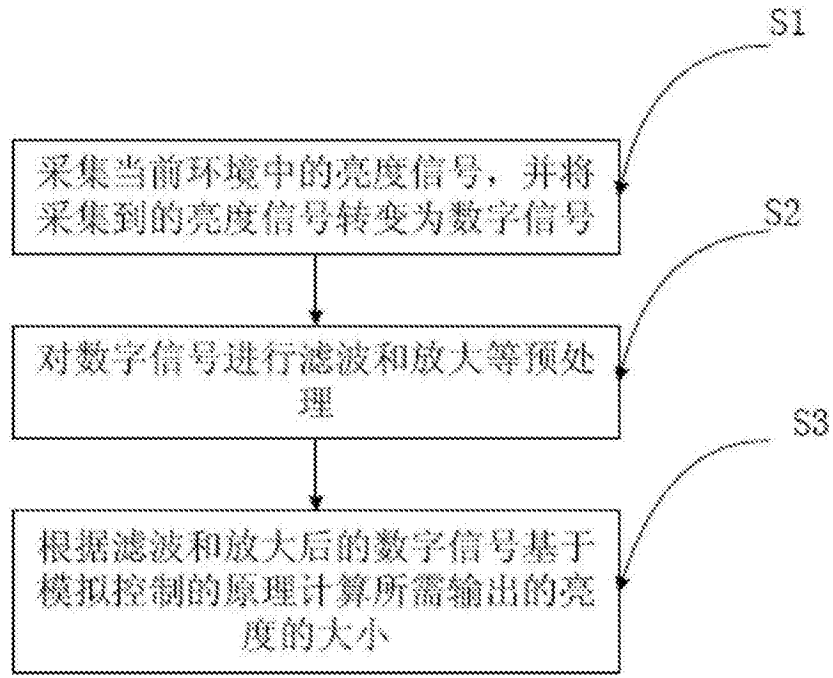 S1
采集当前环境中的亮度信号，并将
采集到的亮度信号转变为数字信号
S2
对数字信号进行滤波和放大等预处
理
S3
根据滤波和放大后的数字信号基于
模拟控制的原理计算所需输出的亮
度的大小